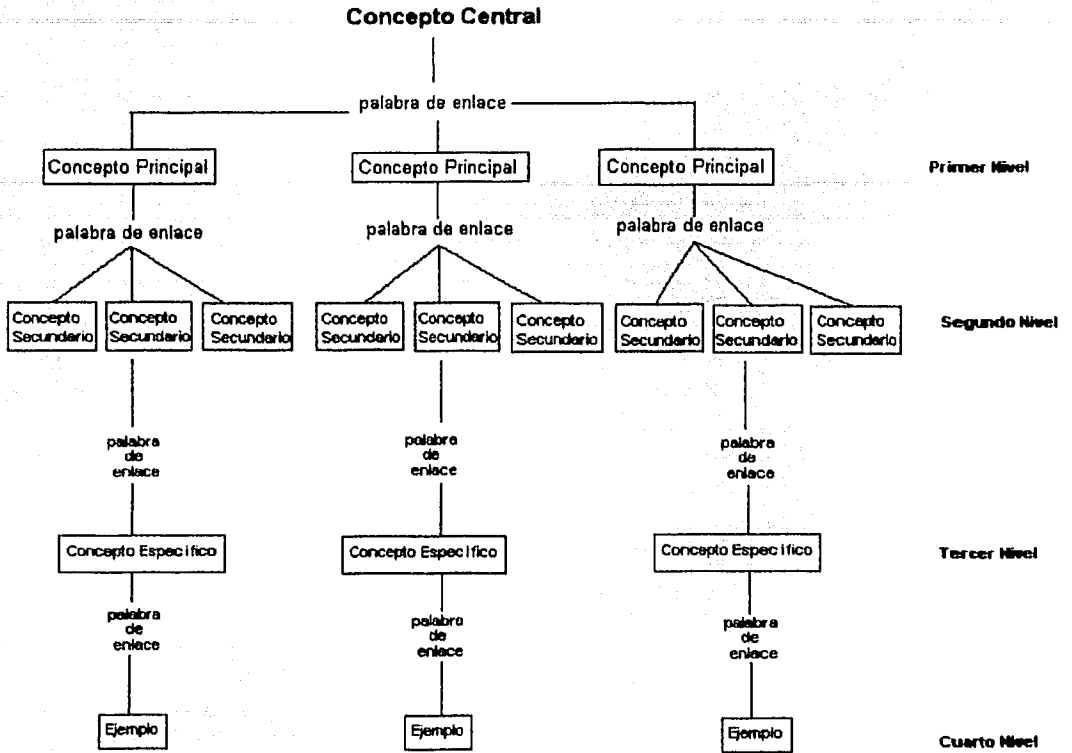 Concepto Central
palabra de enlace
Concepto Principal
Concepto Principal
Concepto Principal
Primer Nivel
palabra de enlace
palabra de enlace
palabra de enlace
Concepto
Secundario
Concepto
Secundario
Concepto
Secundario
Concepto
Secundario
Concepto
Secundario
Concepto
Secundario
Concepto
Secundario
Concepto
Secundario
Concepto
Secundario
Segundo Nivel
palabra
de
enlace
palabra
de
enlace
palabra
de
enlace
Concepto Específico
Concepto Específico
Concepto Específico
Tercer Nivel
palabra
de
enlace
palabra
de
enlace
palabra
de
enlace
Ejemplo
Ejemplo
Ejemplo
Cuarto Nivel